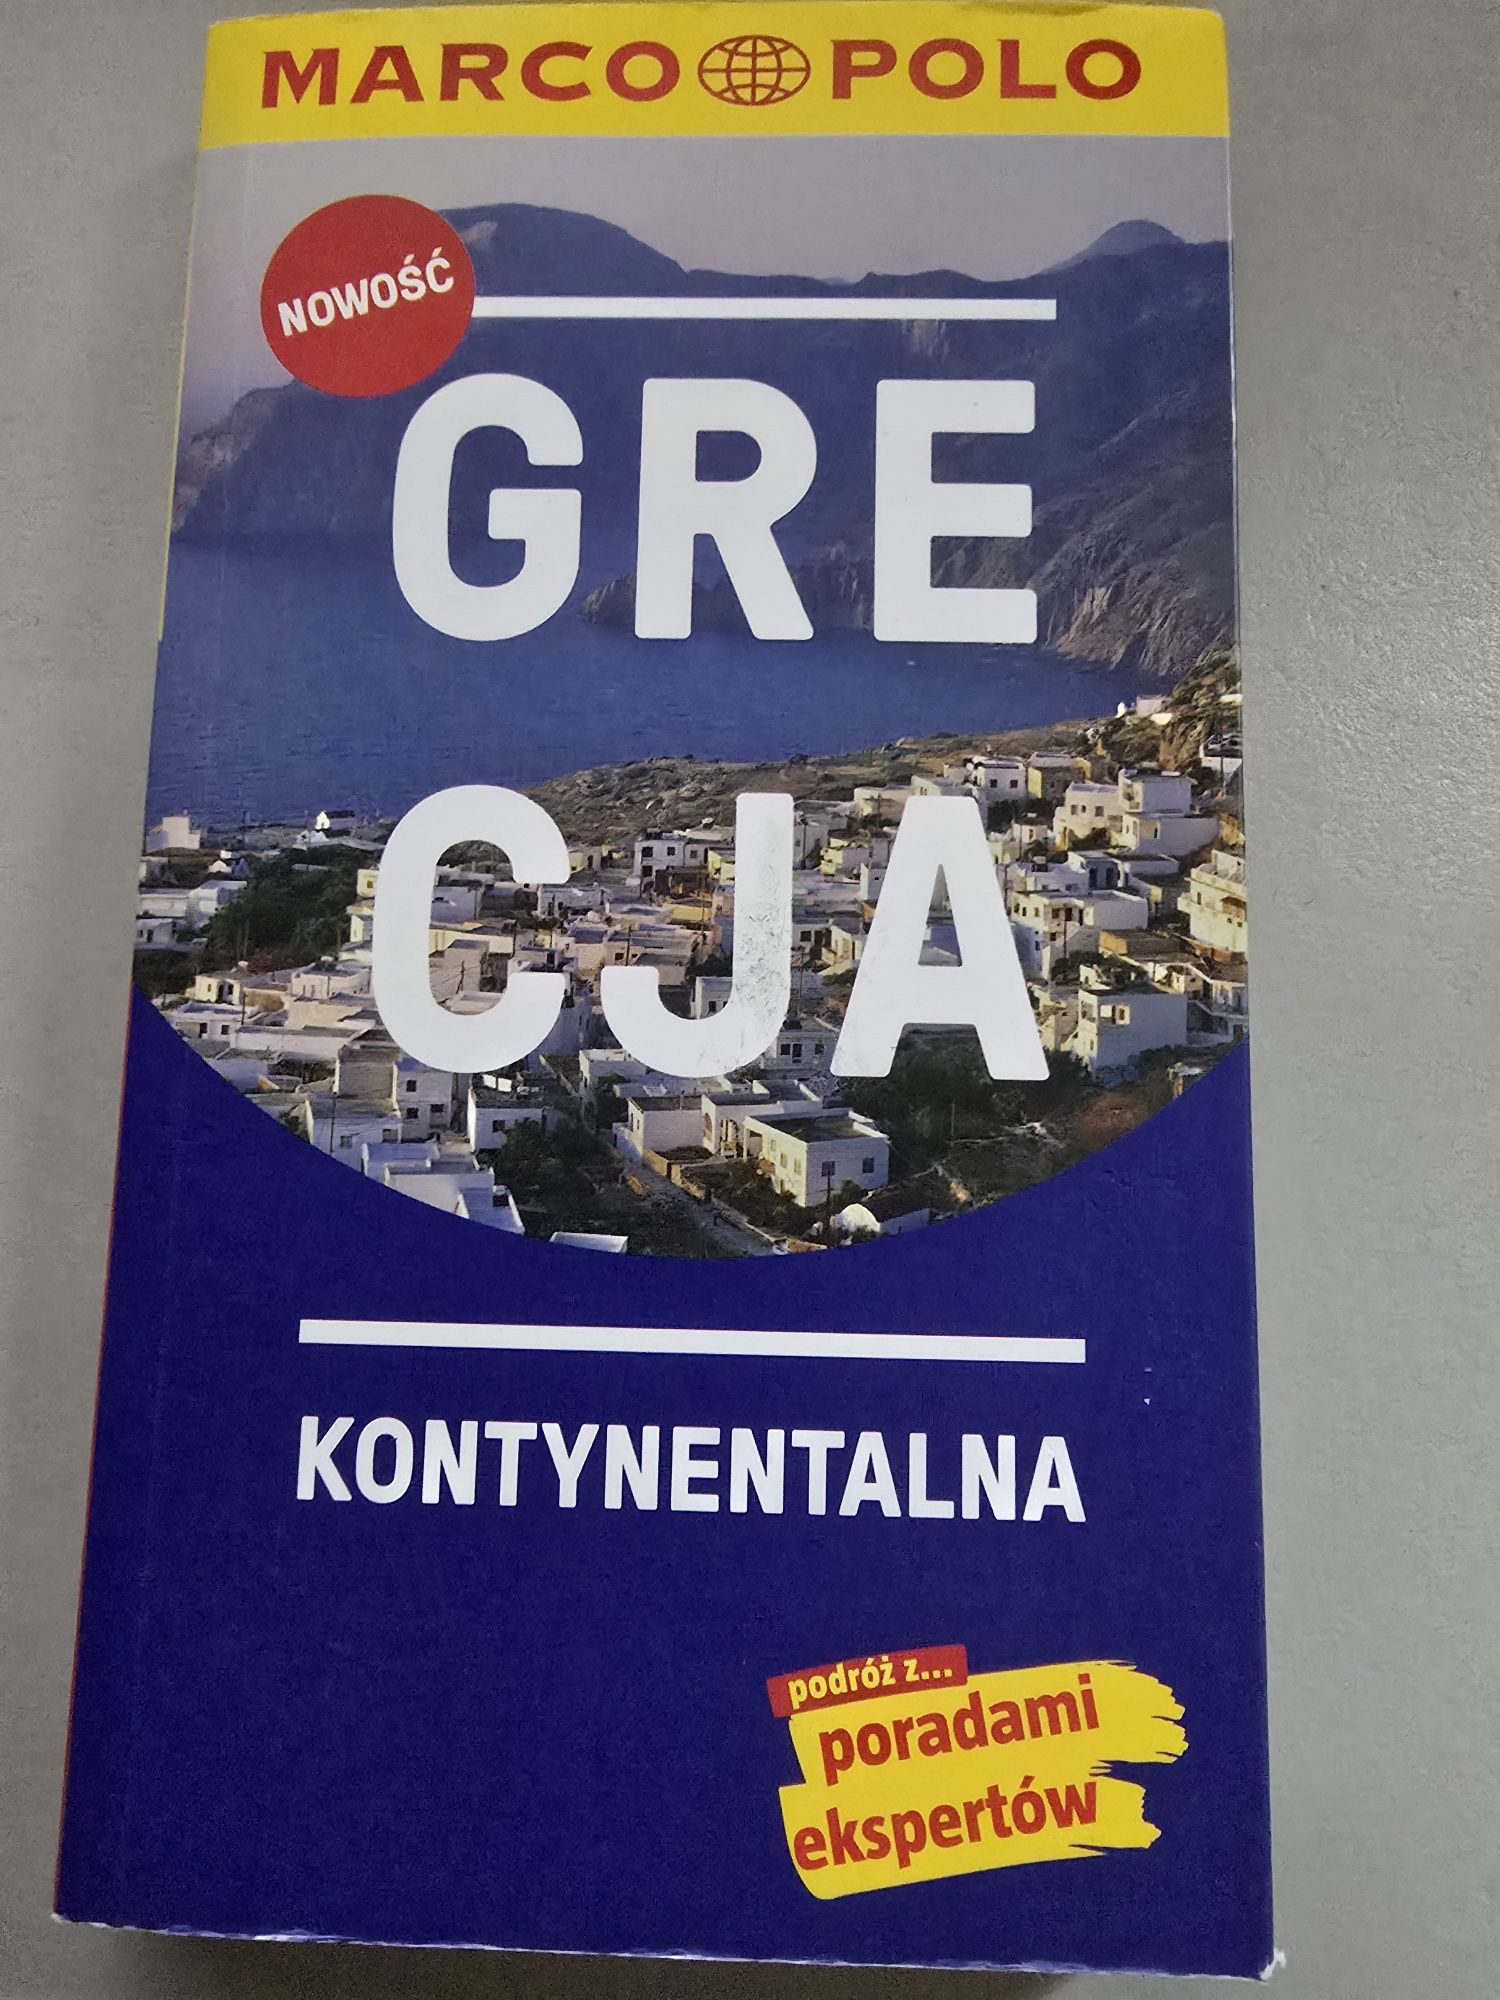 MARCO POLO
NOWOŚĆ
GRE
CJA
KONTYNENTALNA
podróż z...
poradami
ekspertów